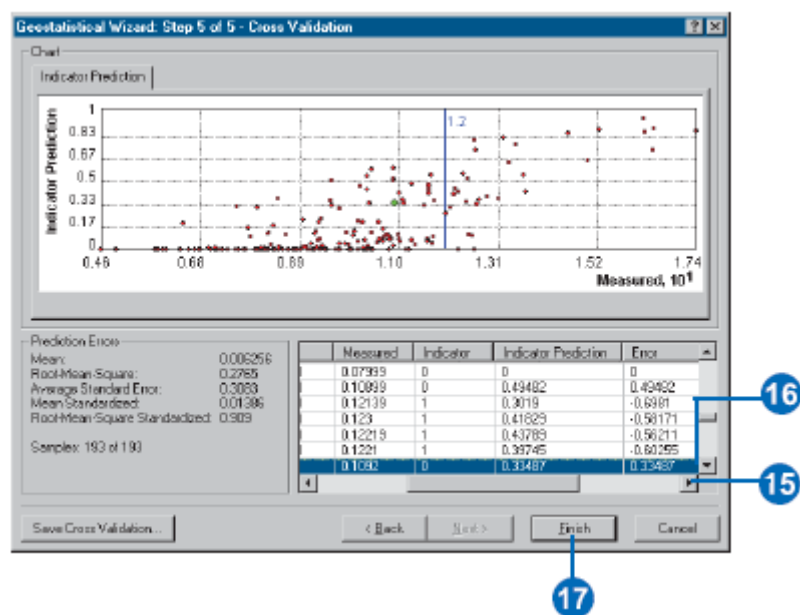 Geostatistical Wizard: Step 5 of 5 - Cross Validation
Chart
Indicator Prediction
1
0.83
0.67
0.5
0.33
0.17
0
Indicator Prediction
1.2
0.46 0.68 0.89 1.10 1.31 1.52 1.74
Measured, 10¹
Prediction Errors
Mean: 0.006256
Root-Mean-Square: 0.2765
Average Standard Error: 0.3083
Mean Standardized: 0.01386
Root-Mean-Square Standardized: 0.909
Samples: 193 of 193
Measured Indicator Indicator Prediction Error
0.07999 0 0 0
0.10899 0 0.49482 0.49482
0.12139 1 0.3019 -0.6981
0.123 1 0.41829 -0.58171
0.12219 1 0.43789 -0.56211
0.1221 1 0.39745 -0.60255
0.1092 0 0.33487 0.33487
16
15
Save Cross Validation...
< Back
Next >
Finish
Cancel
17